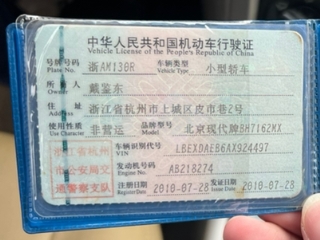 中华人民共和国机动车行驶证
Vehicle License of the People's Republic of China
号牌号码 浙AM130R 车辆类型 小型轿车
Plate No. Vehicle Type
所有人 戴鉴东
Owner
住址 浙江省杭州市上城区皮市巷2号
Address
使用性质 非营运 品牌型号 北京现代牌BH7162MX
Use Character Model
浙江省杭州 车辆识别代号 LBEXDAEB6AX924497
VIN
市公安局交 发动机号码 AB218274
Engine No.
通警察支队 注册日期 2010-07-28 发证日期 2010-07-28
Register Date Issue Date